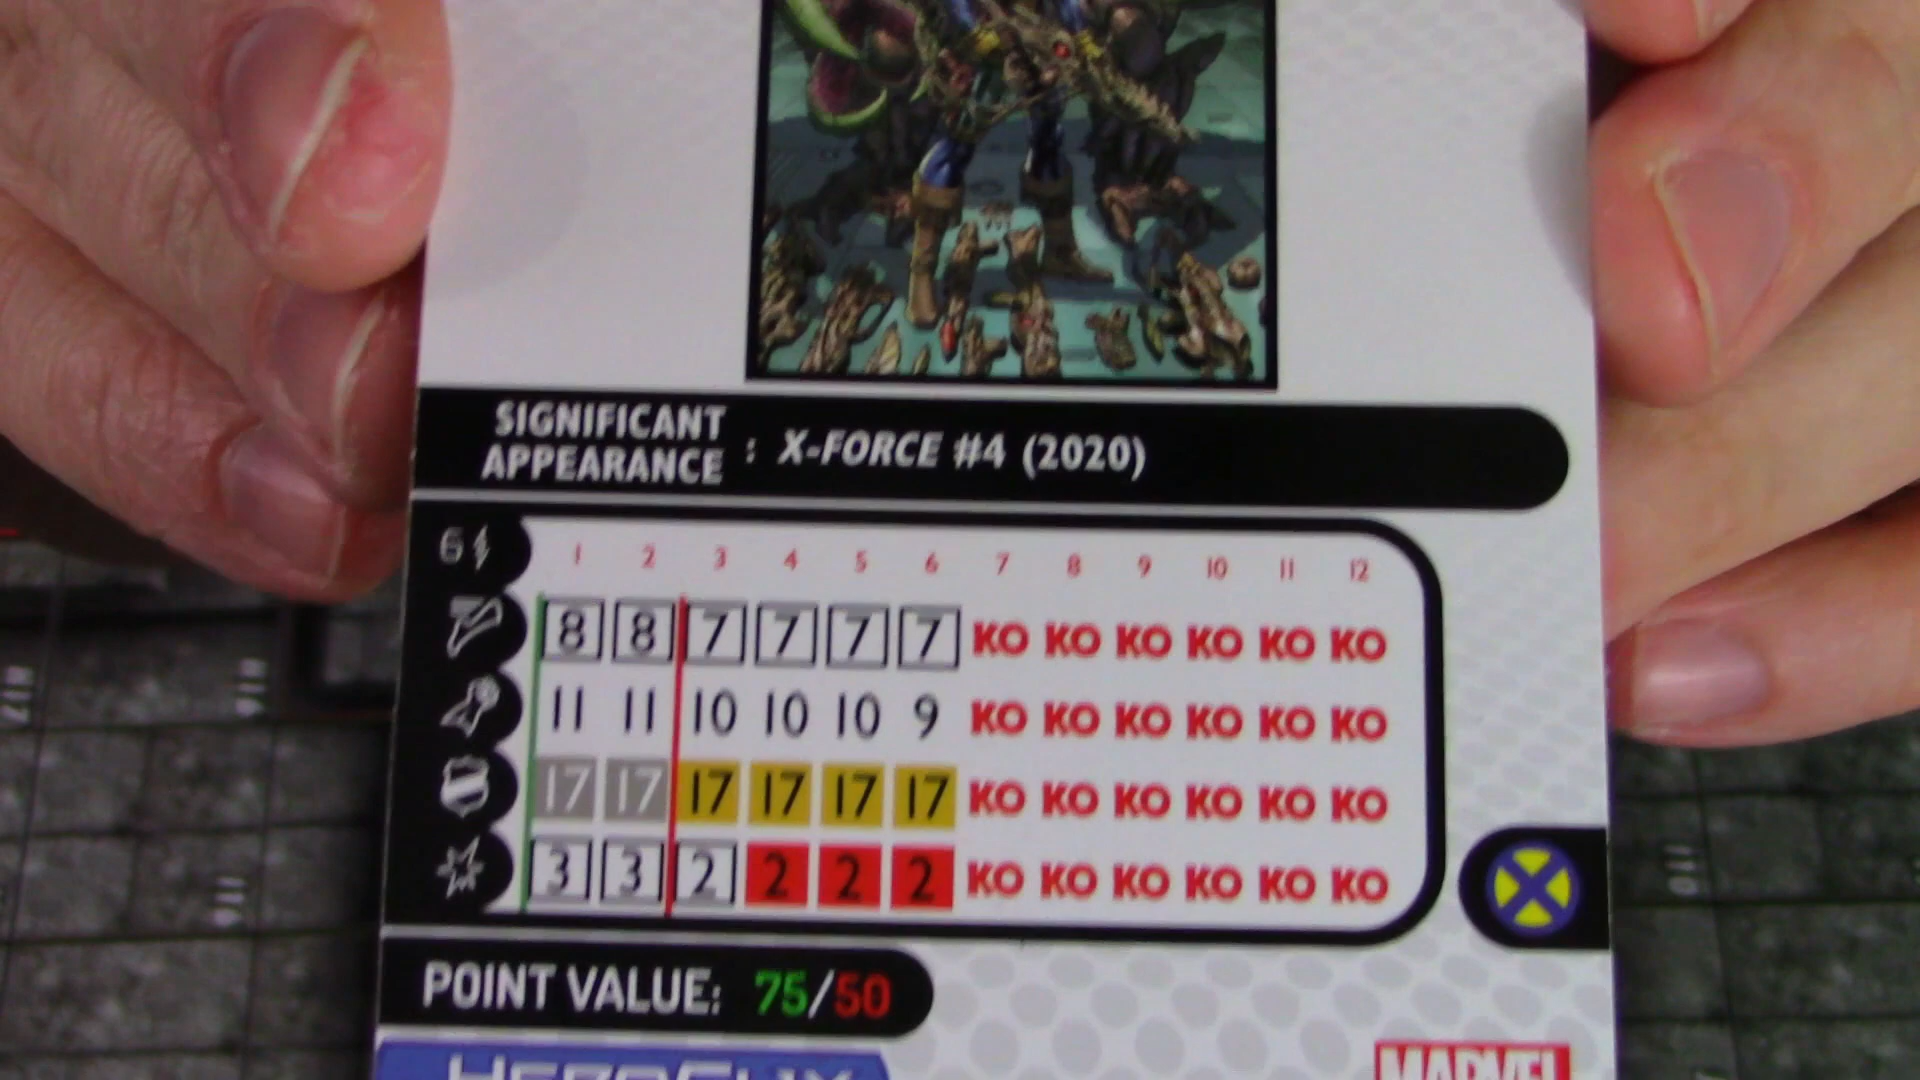 SIGNIFICANT
APPEARANCE : X-FORCE #4 (2020)
6 1 2 3 4 5 6 7 8 9 10 11 12
8 8 7 7 7 7 KO KO KO KO KO KO
11 11 10 10 10 9 KO KO KO KO KO KO
17 17 17 17 17 17 KO KO KO KO KO KO
3 3 2 2 2 2 KO KO KO KO KO KO
POINT VALUE: 75/50
HEROCLIX
MARVEL